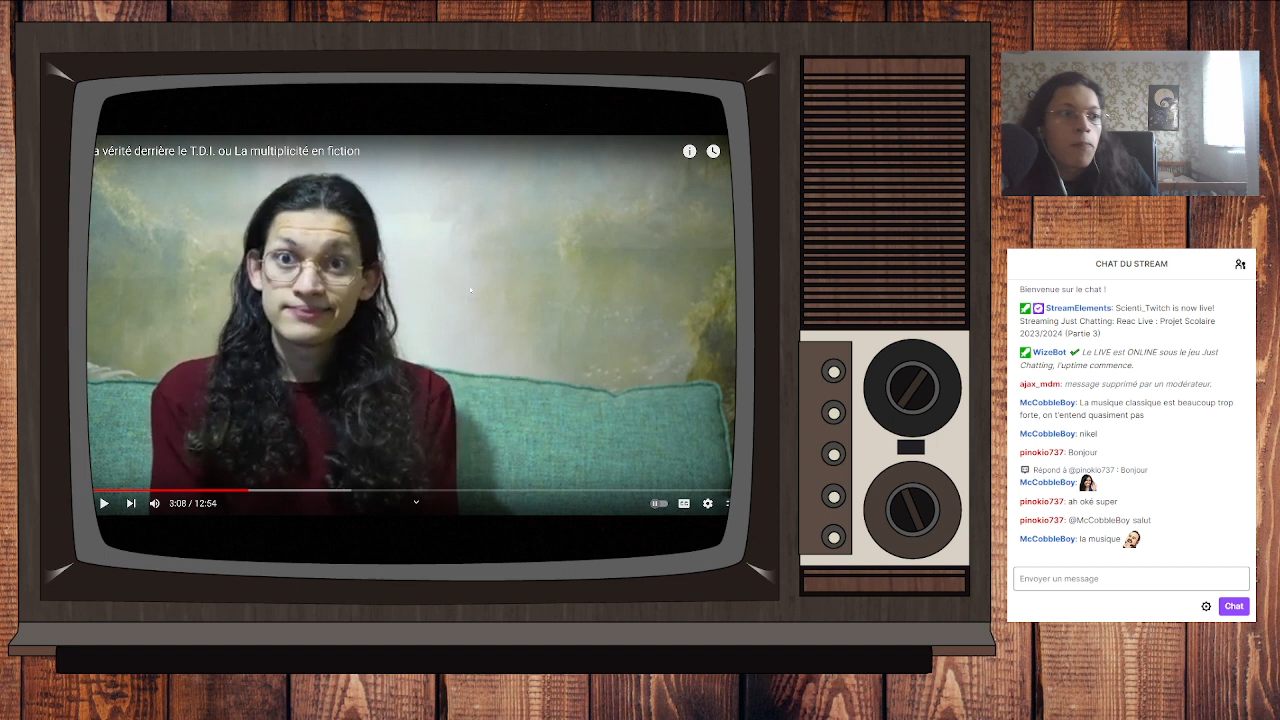 a vérité derrière le T.D.I. ou La multiplicité en fiction
3:08 / 12:54
CHAT DU STREAM
Bienvenue sur le chat !
StreamElements: Scienti_Twitch is now live!
Streaming Just Chatting: Reac Live : Projet Scolaire
2023/2024 (Partie 3)
WizeBot Le LIVE est ONLINE sous le jeu Just
Chatting, l'uptime commence.
ajax_mdm: message supprimé par un modérateur.
McCobbleBoy: La musique classique est beaucoup trop
forte, on t'entend quasiment pas
McCobbleBoy: nikel
pinokio737: Bonjour
Répond à @pinokio737 : Bonjour
McCobbleBoy:
pinokio737: ah oké super
pinokio737: @McCobbleBoy salut
McCobbleBoy: la musique
Envoyer un message
Chat